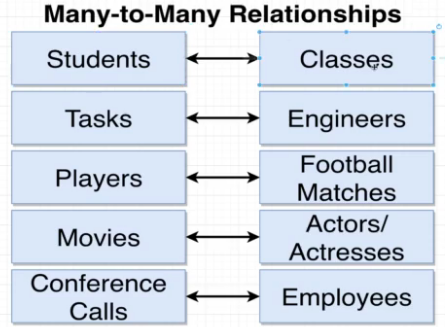 Many-to-Many Relationships
Students
Classes
Tasks
Engineers
Players
Football
Matches
Movies
Actors/
Actresses
Conference
Calls
Employees